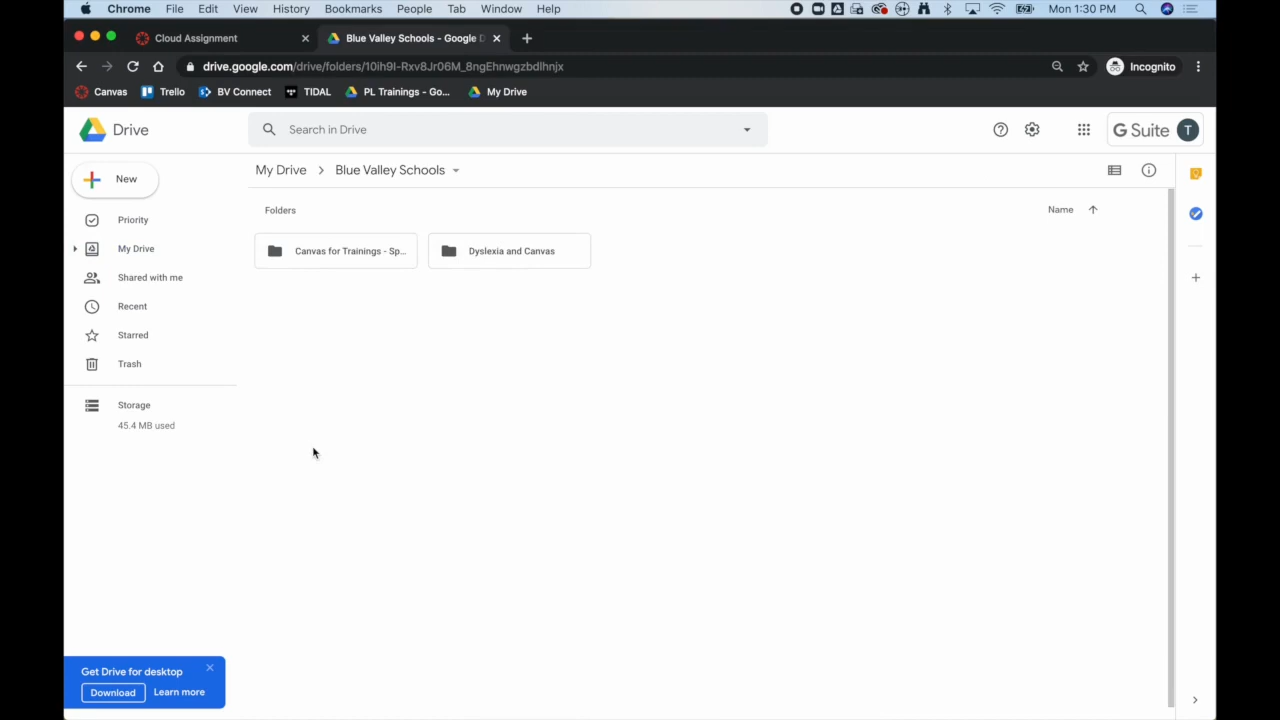 Chrome File Edit View History Bookmarks People Tab Window Help Mon 1:30 PM
Cloud Assignment Blue Valley Schools - Google D
drive.google.com/drive/folders/10ih9I-Rxv8Jr06M_8ngEhnwgzbdlhnjx Incognito
Canvas Trello BV Connect TIDAL PL Trainings - Go... My Drive
Drive Search in Drive G Suite T
New My Drive Blue Valley Schools
Folders Name
Priority
My Drive Canvas for Trainings - Sp... Dyslexia and Canvas
Shared with me
Recent
Starred
Trash
Storage
45.4 MB used
Get Drive for desktop
Download Learn more